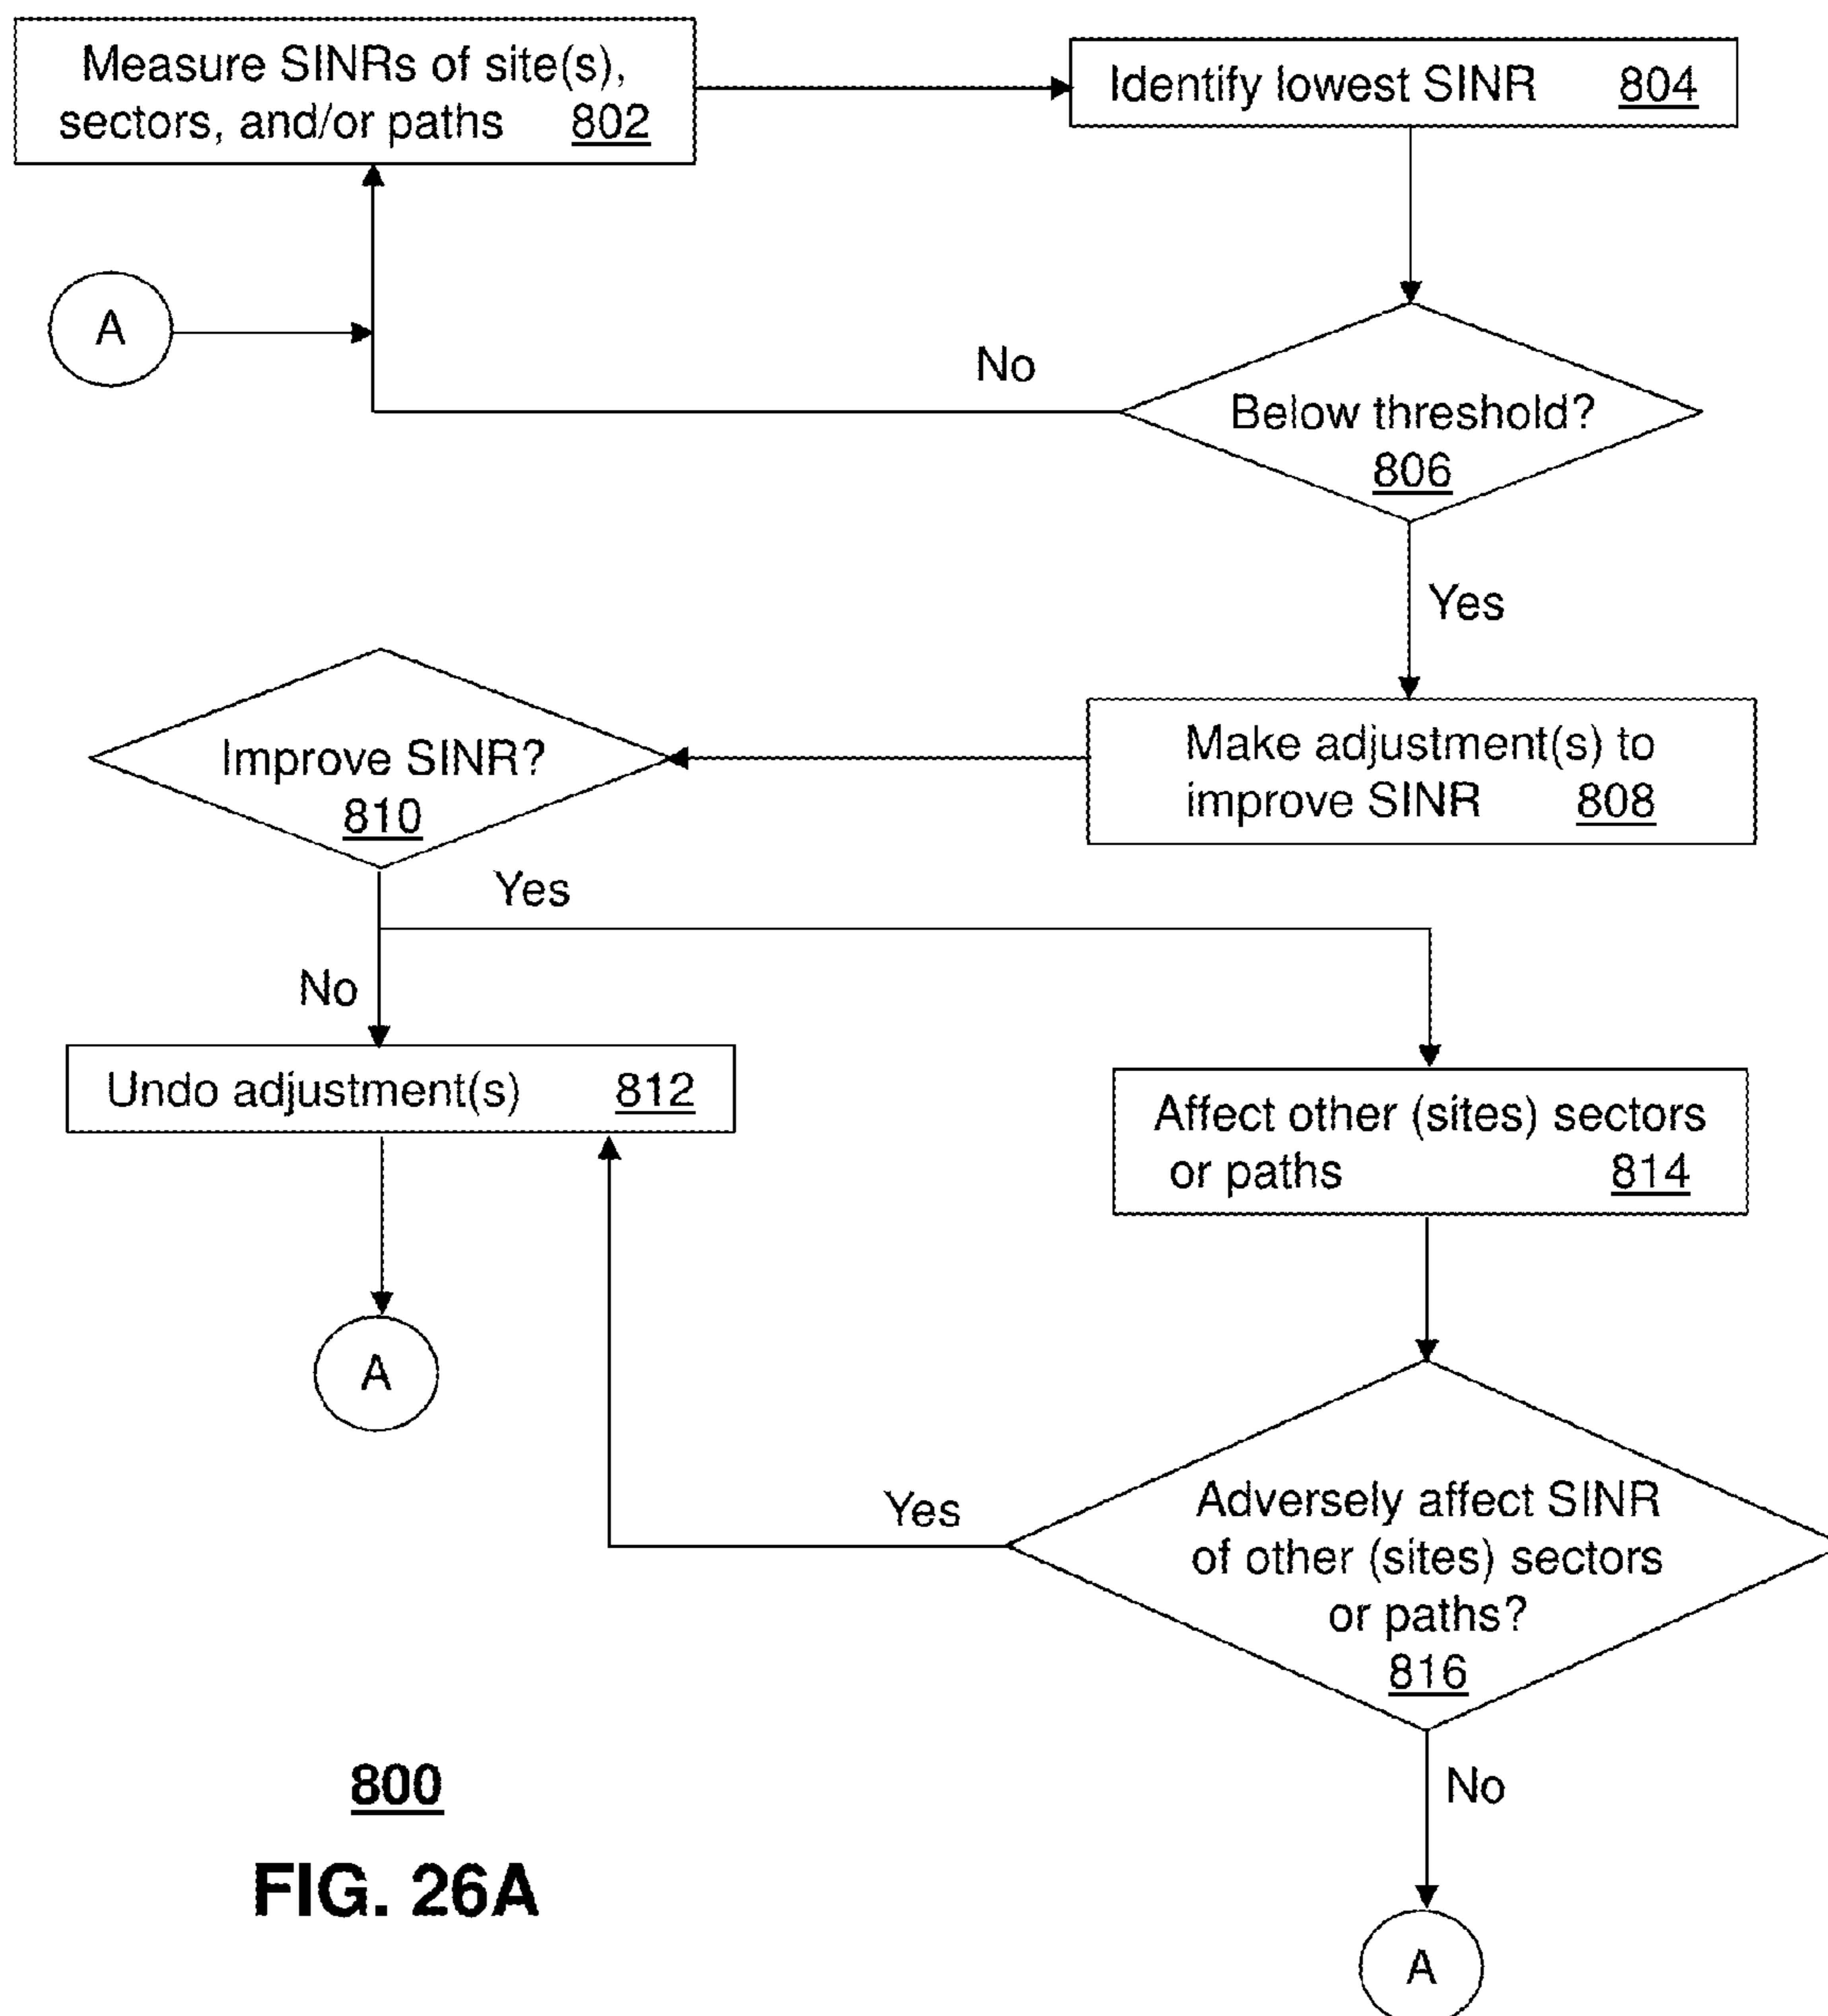 Measure SINRs of site(s),
sectors, and/or paths 802
Identify lowest SINR 804
A
No
Below threshold?
806
Yes
Improve SINR?
810
Make adjustment(s) to
improve SINR 808
Yes
No
Undo adjustment(s) 812
Affect other (sites) sectors
or paths 814
A
Yes
Adversely affect SINR
of other (sites) sectors
or paths?
816
No
800
FIG. 26A
A